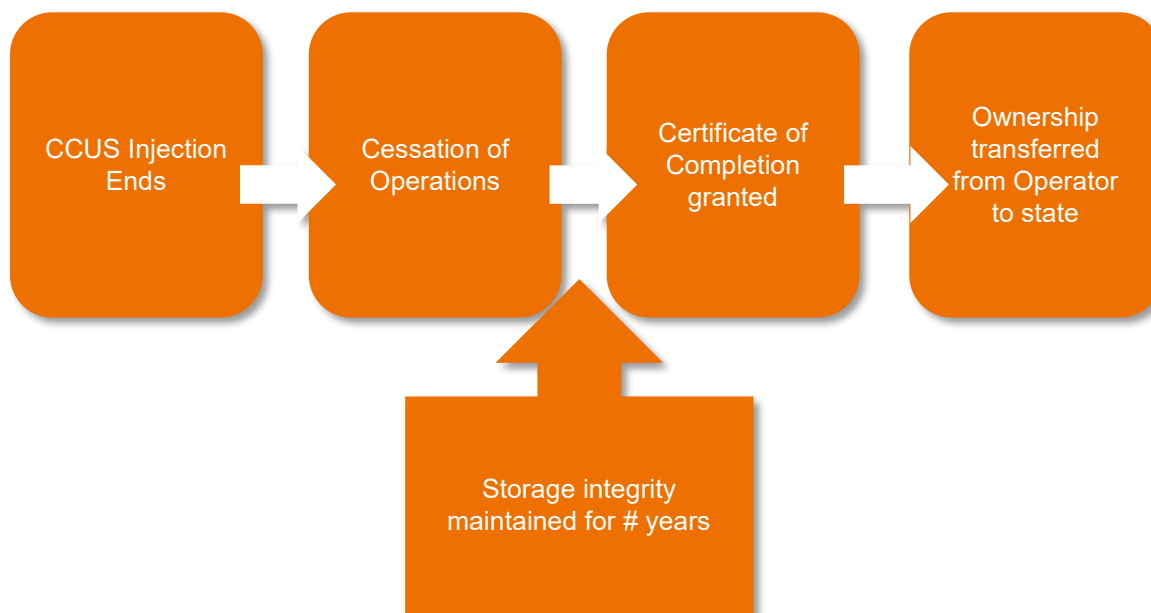 CCUS Injection
Ends
Cessation of
Operations
Certificate of
Completion
granted
Ownership
transferred
from Operator
to state
Storage integrity
maintained for # years